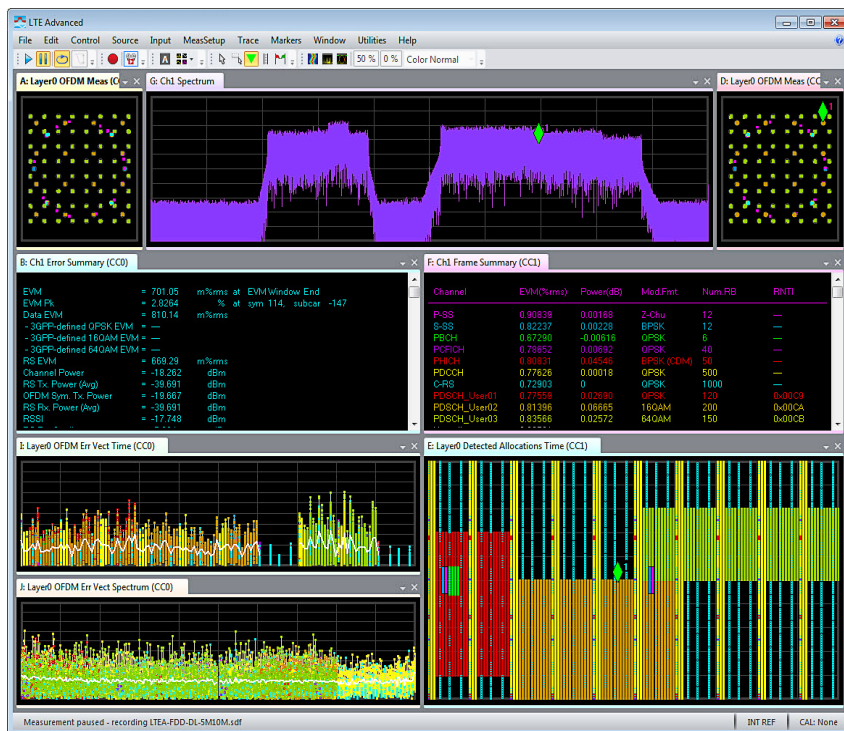 LTE Advanced
File Edit Control Source Input MeasSetup Trace Markers Window Utilities Help
50 % 0 % Color Normal
A: Layer0 OFDM Meas (C
G: Ch1 Spectrum
D: Layer0 OFDM Meas (CC
1
1
B: Ch1 Error Summary (CC0)
EVM = 701.05 m%rms at EVM Window End
EVM Pk = 2.8264 % at sym 114, subcar -147
Data EVM = 810.14 m%rms
- 3GPP-defined QPSK EVM = —
- 3GPP-defined 16QAM EVM = —
- 3GPP-defined 64QAM EVM = —
RS EVM = 669.29 m%rms
Channel Power = -18.262 dBm
RS Tx. Power (Avg) = -39.691 dBm
OFDM Sym. Tx. Power = -19.667 dBm
RS Rx. Power (Avg) = -39.691 dBm
RSSI = -17.748 dBm
F: Ch1 Frame Summary (CC1)
Channel EVM(%rms) Power(dB) Mod.Fmt. Num.RB RNTI
P-SS 0.90839 0.00168 Z-Chu 12 —
S-SS 0.82237 0.00228 BPSK 12 —
PBCH 0.67290 -0.00616 QPSK 6 —
PCFICH 0.78652 0.00692 QPSK 40 —
PHICH 0.80831 0.04546 BPSK (CDM) 50 —
PDCCH 0.77626 0.00018 QPSK 500 —
C-RS 0.72903 0 QPSK 1000 —
PDSCH_User01 0.77559 0.02690 QPSK 120 0x00C9
PDSCH_User02 0.81396 0.06665 16QAM 200 0x00CA
PDSCH_User03 0.83566 0.02572 64QAM 150 0x00CB
I: Layer0 OFDM Err Vect Time (CC0)
E: Layer0 Detected Allocations Time (CC1)
J: Layer0 OFDM Err Vect Spectrum (CC0)
Measurement paused - recording LTEA-FDD-DL-5M10M.sdf INT REF CAL: None